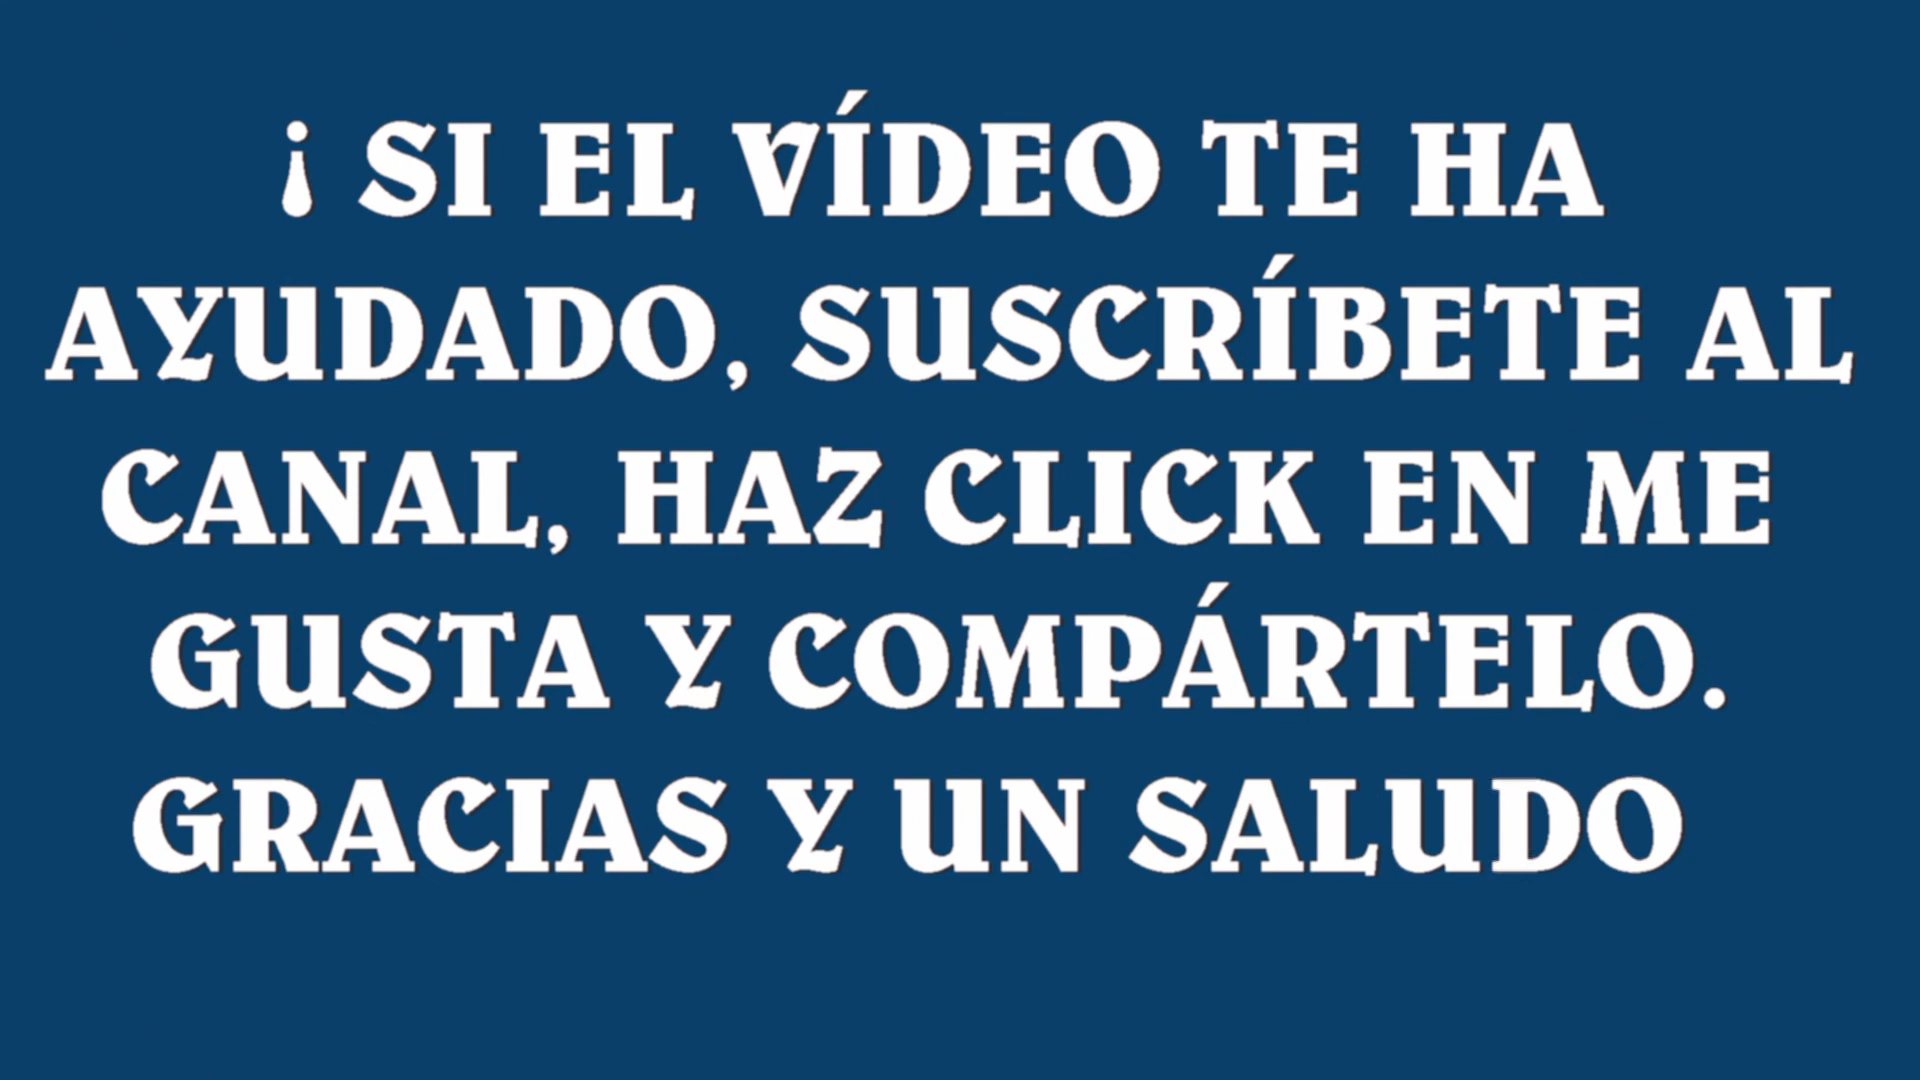 ¡ SI EL VÍDEO TE HA
AYUDADO, SUSCRÍBETE AL
CANAL, HAZ CLICK EN ME
GUSTA Y COMPÁRTELO.
GRACIAS Y UN SALUDO